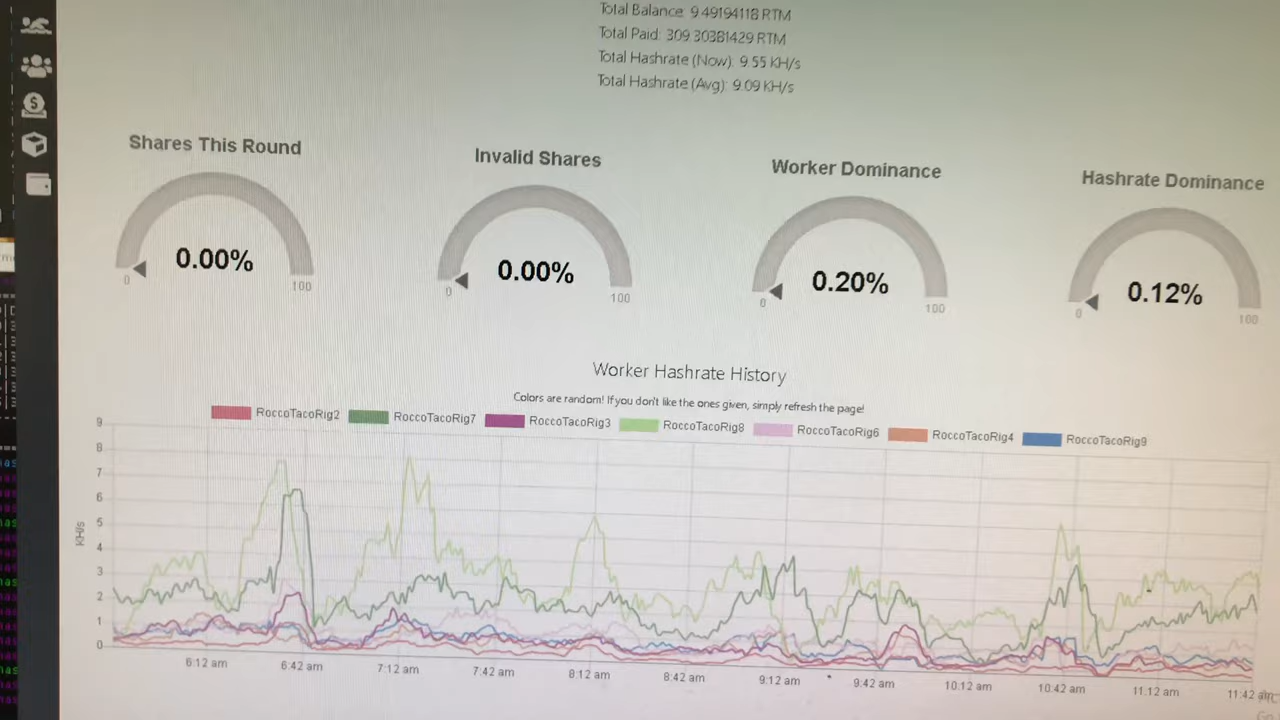 Total Balance: 9.49194118 RTM
Total Paid: 309.30381429 RTM
Total Hashrate (Now): 9.55 KH/s
Total Hashrate (Avg): 9.09 KH/s
Shares This Round
Invalid Shares
Worker Dominance
Hashrate Dominance
0.00%
0 100
0.00%
0 100
0.20%
0 100
0.12%
0 100
Worker Hashrate History
Colors are random! If you don't like the ones given, simply refresh the page!
RoccoTacoRig2 RoccoTacoRig7 RoccoTacoRig3 RoccoTacoRig8 RoccoTacoRig6 RoccoTacoRig4 RoccoTacoRig9
9
8
7
6
5
4
3
2
1
0
KH/s
6:12 am 6:42 am 7:12 am 7:42 am 8:12 am 8:42 am 9:12 am 9:42 am 10:12 am 10:42 am 11:12 am 11:42 am